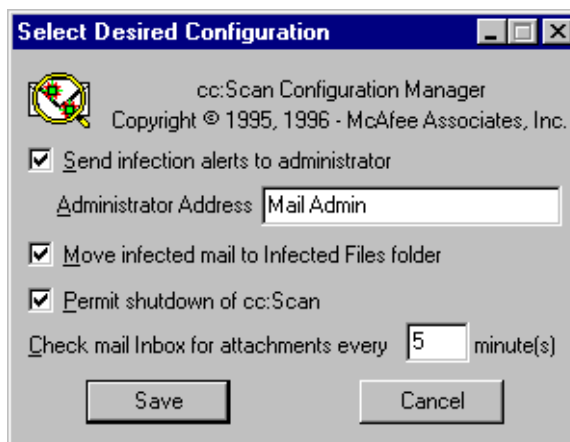 Select Desired Configuration
cc:Scan Configuration Manager
Copyright © 1995, 1996 - McAfee Associates, Inc.
Send infection alerts to administrator
Administrator Address Mail Admin
Move infected mail to Infected Files folder
Permit shutdown of cc:Scan
Check mail Inbox for attachments every 5 minute(s)
Save Cancel